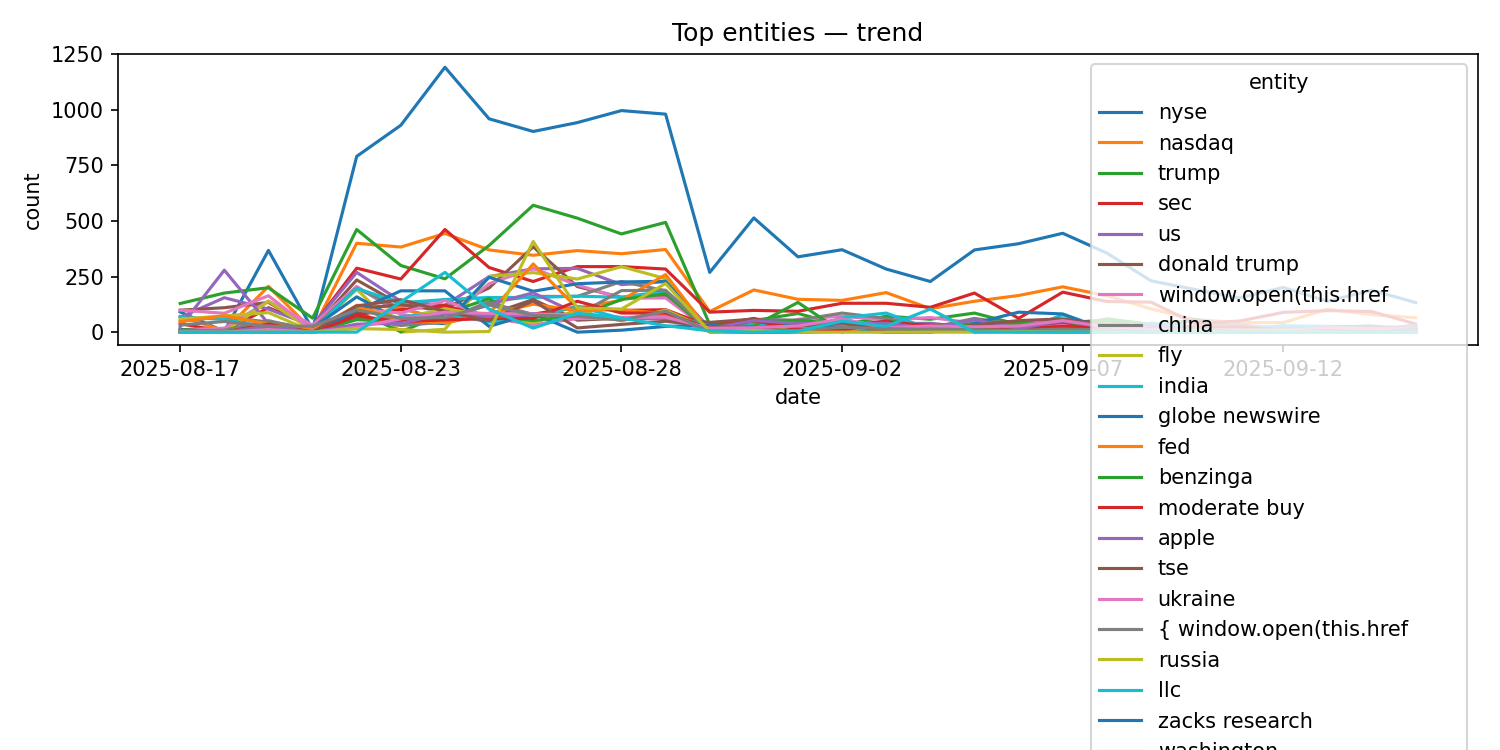 Top entities — trend
1250
1000
750
500
250
0
count
2025-08-17
2025-08-23
2025-08-28
2025-09-02
2025-09-07
2025-09-12
date
entity
nyse
nasdaq
trump
sec
us
donald trump
window.open(this.href
china
fly
india
globe newswire
fed
benzinga
moderate buy
apple
tse
ukraine
{ window.open(this.href
russia
llc
zacks research
washington